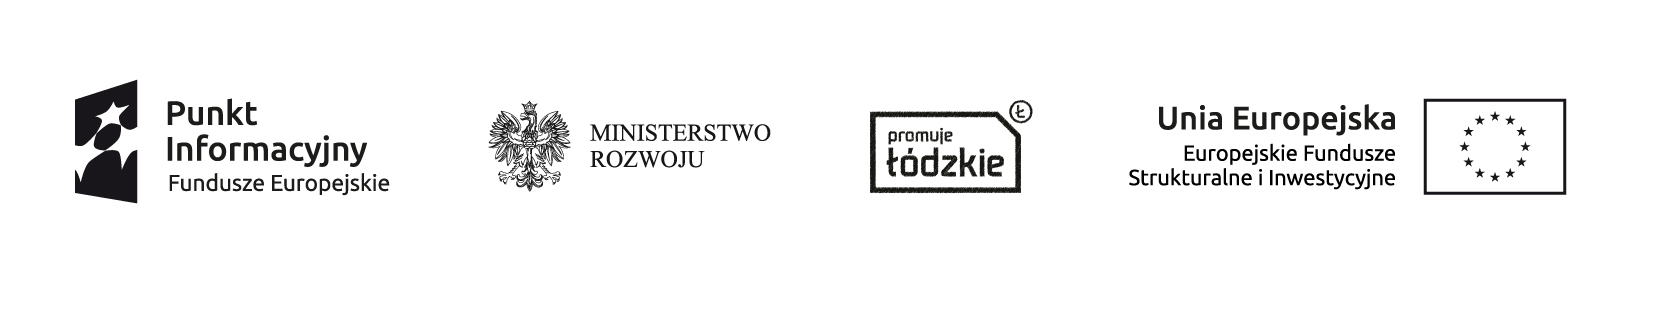 Punkt
Informacyjny
Fundusze Europejskie
MINISTERSTWO
ROZWOJU
Ł
promuje
łódzkie
Unia Europejska
Europejskie Fundusze
Strukturalne i Inwestycyjne